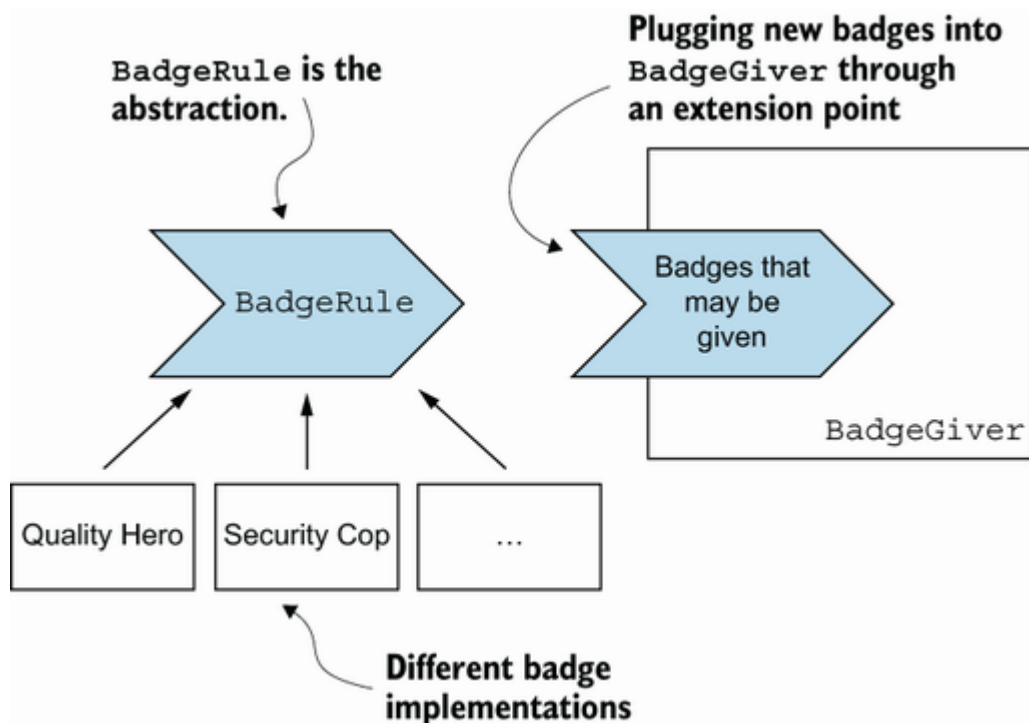 BadgeRule is the
abstraction.
Plugging new badges into
BadgeGiver through
an extension point
BadgeRule
Badges that
may be
given
BadgeGiver
Quality Hero
Security Cop
...
Different badge
implementations